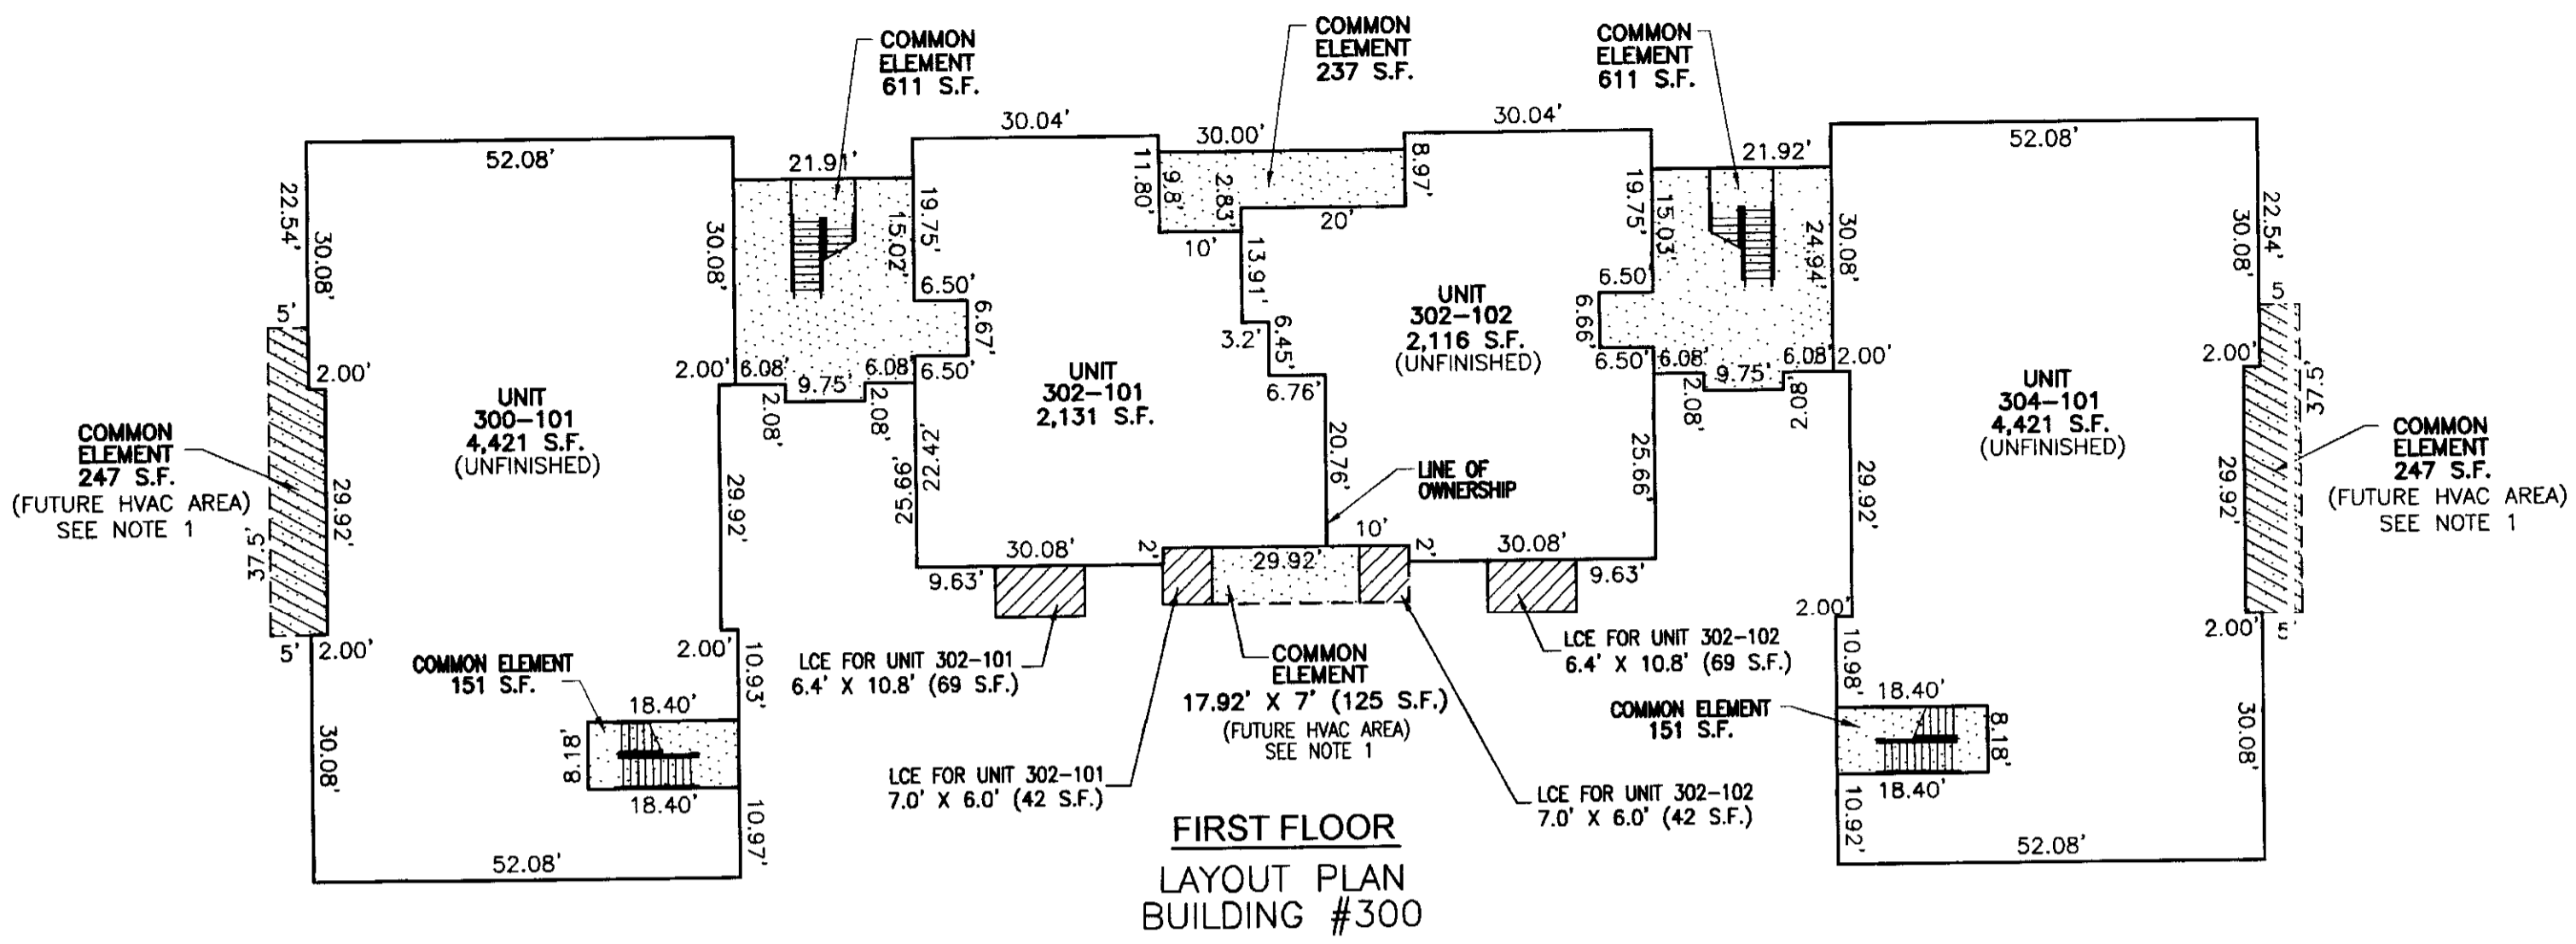 COMMON
ELEMENT
611 S.F.
COMMON
ELEMENT
237 S.F.
COMMON
ELEMENT
611 S.F.
52.08'
21.91'
30.04'
30.00'
30.04'
21.92'
52.08'
22.54'
30.08'
30.08'
19.75'
15.02'
11.80'
9.8'
2.83'
8.97'
20'
10'
19.75'
15.03'
24.94'
30.08'
22.54'
30.08'
6.50'
6.67'
6.50'
13.91'
3.2'
6.45'
6.76'
6.50'
6.66'
6.50'
5'
2.00'
2.00'
6.08'
9.75'
6.08'
2.08'
2.08'
6.08'
9.75'
6.08'
2.08'
2.08'
2.00'
2.00'
5'
UNIT
300-101
4,421 S.F.
(UNFINISHED)
UNIT
302-101
2,131 S.F.
UNIT
302-102
2,116 S.F.
(UNFINISHED)
UNIT
304-101
4,421 S.F.
(UNFINISHED)
COMMON
ELEMENT
247 S.F.
(FUTURE HVAC AREA)
SEE NOTE 1
COMMON
ELEMENT
247 S.F.
(FUTURE HVAC AREA)
SEE NOTE 1
37.5'
29.92'
29.92'
25.66'
22.42'
20.76'
LINE OF
OWNERSHIP
25.66'
29.92'
29.92'
37.5'
30.08'
2'
29.92'
10'
2'
30.08'
9.63'
9.63'
5'
2.00'
2.00'
2.00'
2.00'
5'
COMMON ELEMENT
151 S.F.
10.93'
18.40'
8.18'
18.40'
10.97'
30.08'
52.08'
LCE FOR UNIT 302-101
6.4' X 10.8' (69 S.F.)
COMMON
ELEMENT
17.92' X 7' (125 S.F.)
(FUTURE HVAC AREA)
SEE NOTE 1
LCE FOR UNIT 302-102
6.4' X 10.8' (69 S.F.)
LCE FOR UNIT 302-101
7.0' X 6.0' (42 S.F.)
LCE FOR UNIT 302-102
7.0' X 6.0' (42 S.F.)
COMMON ELEMENT
151 S.F.
10.98'
18.40'
8.18'
18.40'
10.92'
30.08'
52.08'
FIRST FLOOR
LAYOUT PLAN
BUILDING #300